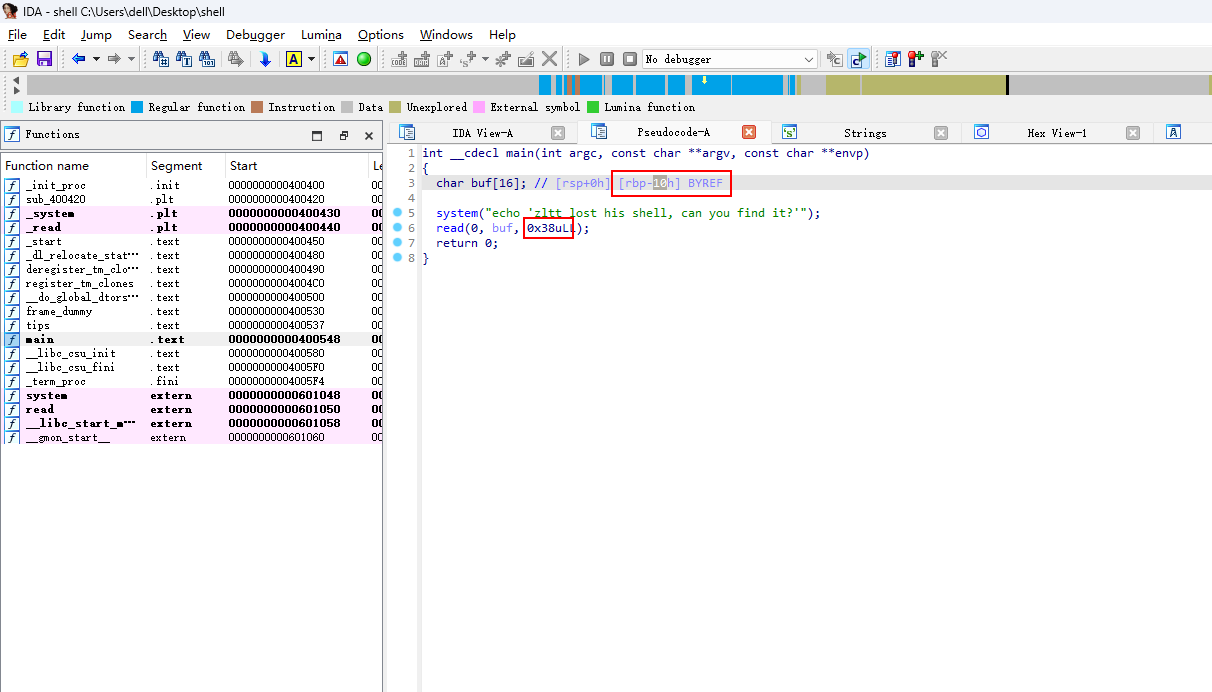 IDA - shell C:\Users\dell\Desktop\shell
File Edit Jump Search View Debugger Lumina Options Windows Help
No debugger
Library function Regular function Instruction Data Unexplored External symbol Lumina function
Functions
IDA View-A Pseudocode-A Strings Hex View-1
Function name Segment Start Le
_init_proc .init 0000000000400400 00
sub_400420 .plt 0000000000400420 00
_system .plt 0000000000400430 00
_read .plt 0000000000400440 00
_start .text 0000000000400450 00
_dl_relocate_stat... .text 0000000000400480 00
deregister_tm_clo... .text 0000000000400490 00
register_tm_clones .text 00000000004004C0 00
__do_global_dtors... .text 0000000000400500 00
frame_dummy .text 0000000000400530 00
tips .text 0000000000400537 00
main .text 0000000000400548 00
__libc_csu_init .text 0000000000400580 00
__libc_csu_fini .text 00000000004005F0 00
_term_proc .fini 00000000004005F4 00
system extern 0000000000601048 00
read extern 0000000000601050 00
__libc_start_m... extern 0000000000601058 00
__gmon_start__ extern 0000000000601060 00
1 int __cdecl main(int argc, const char **argv, const char **envp)
2 {
3 char buf[16]; // [rsp+0h] [rbp-10h] BYREF
4
5 system("echo 'zltt lost his shell, can you find it?'");
6 read(0, buf, 0x38uLL);
7 return 0;
8 }